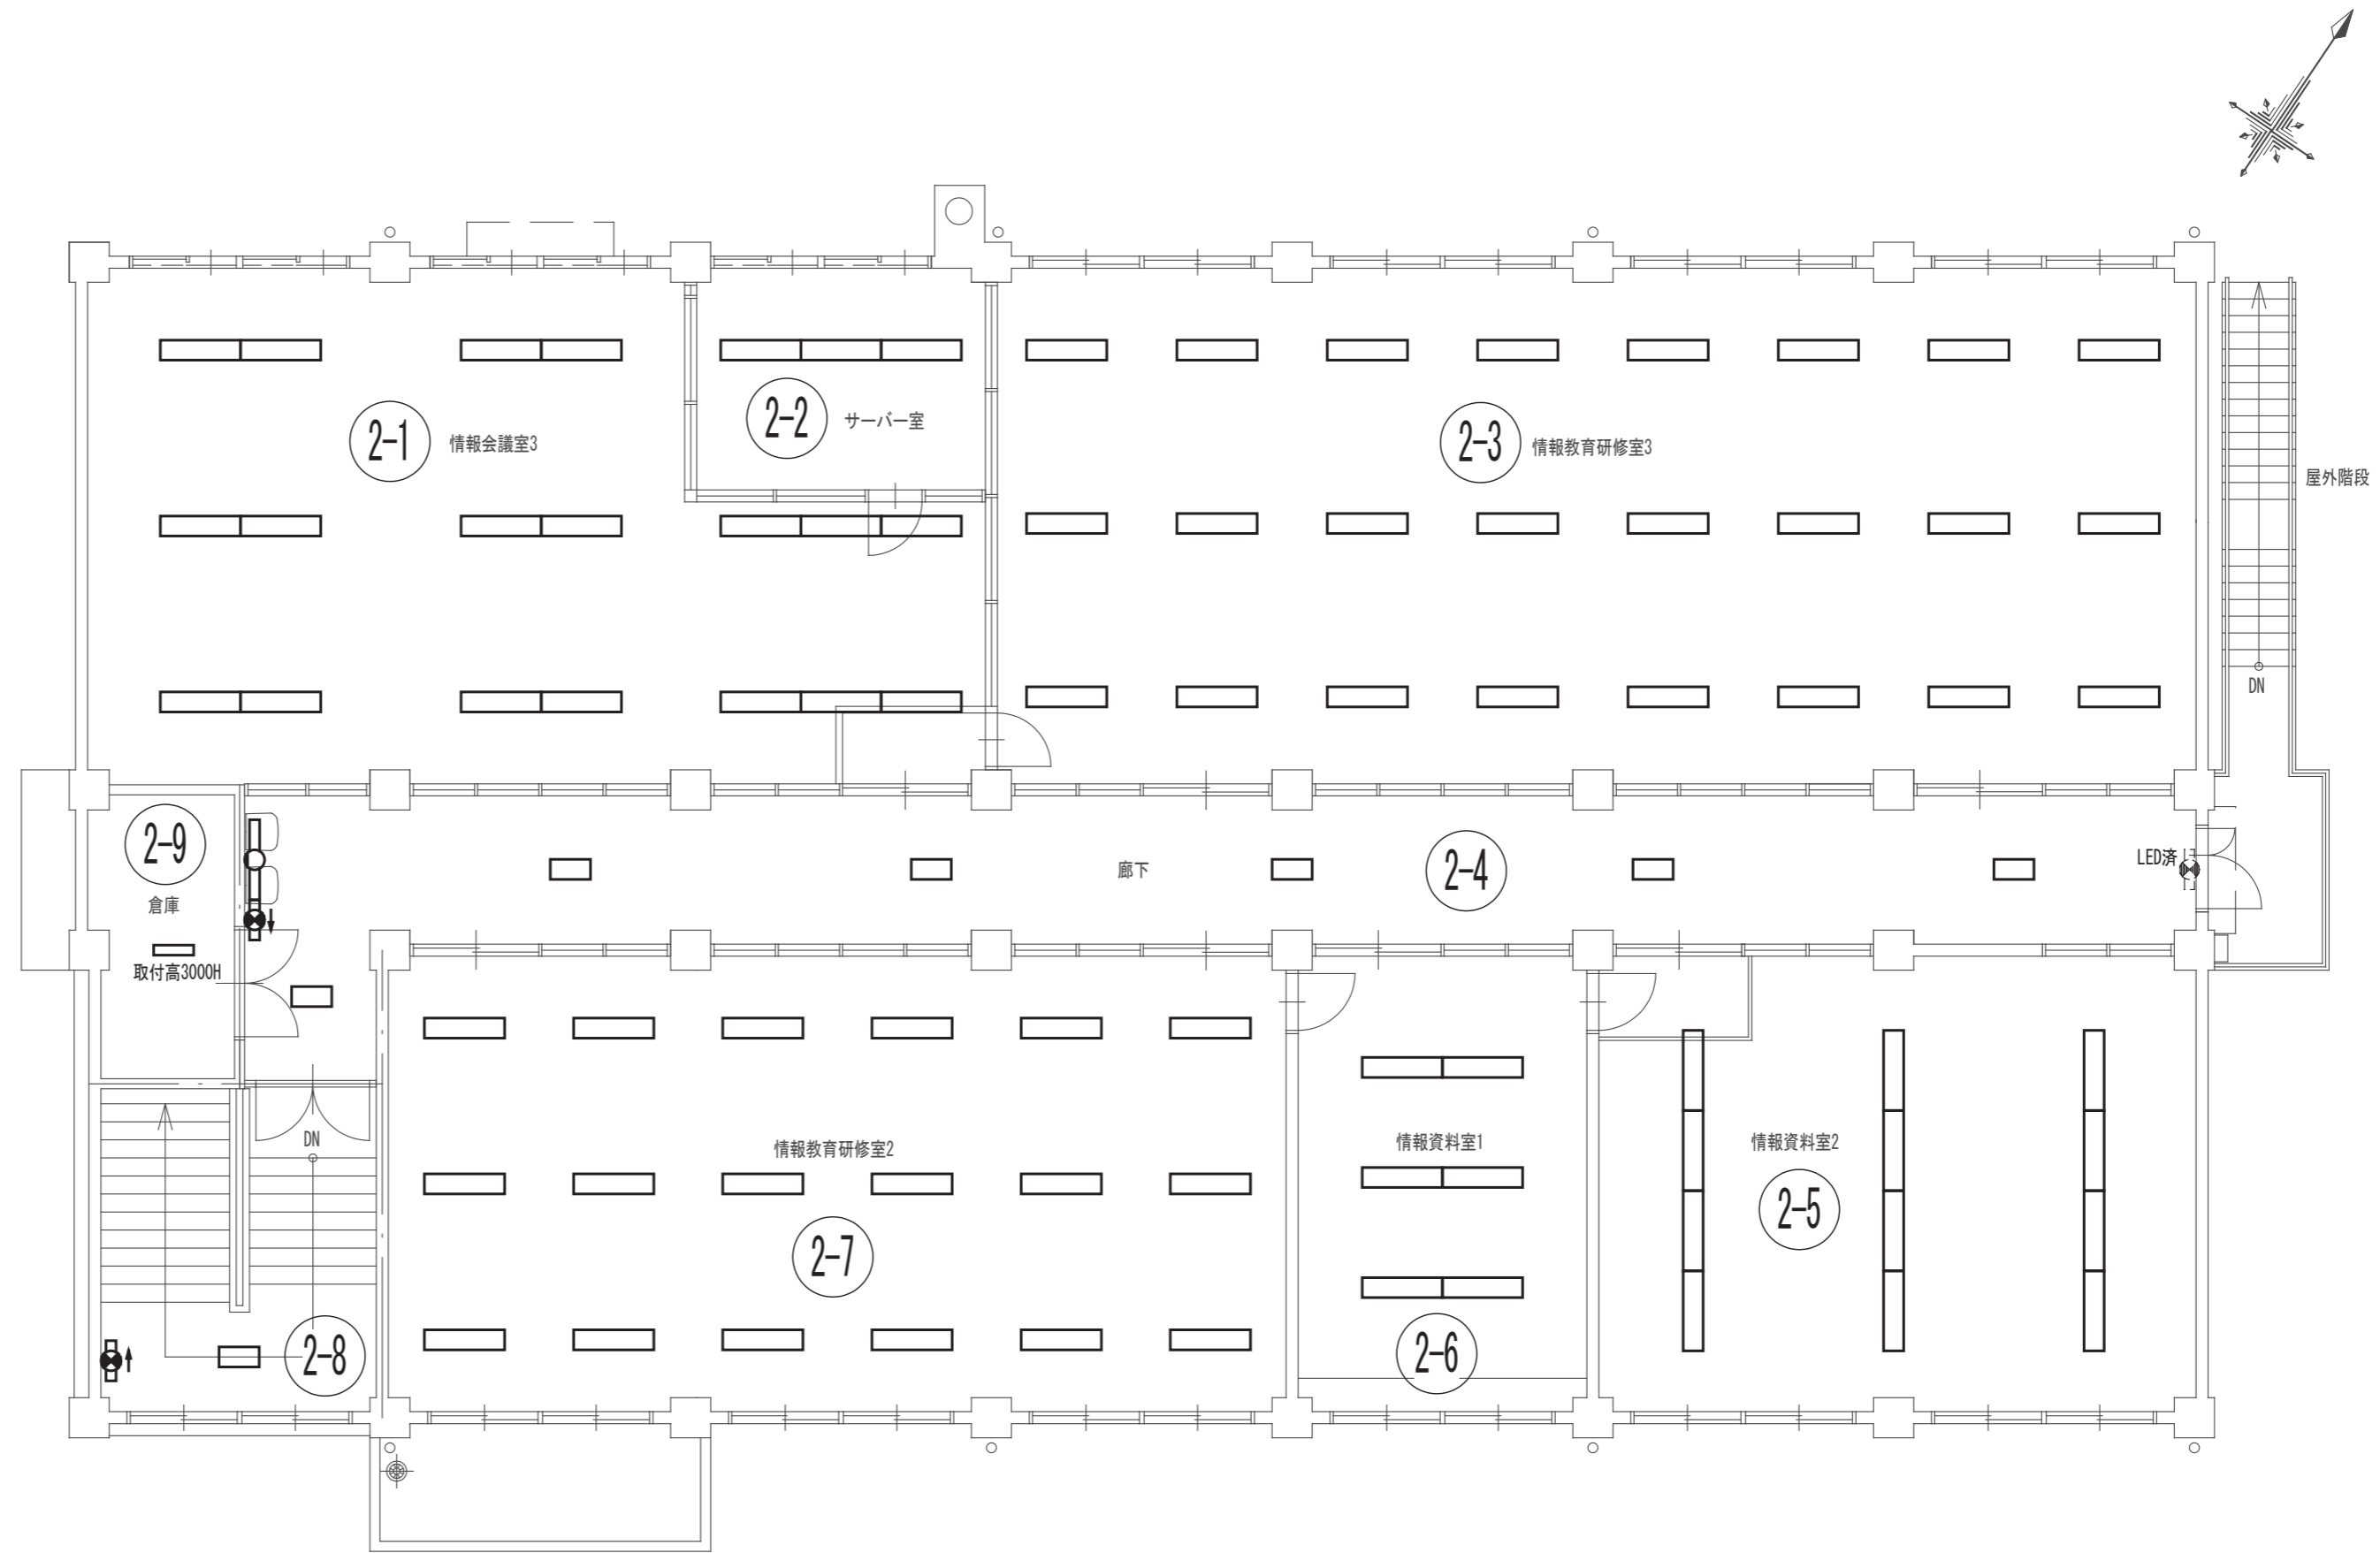 2-1
情報会議室3
2-2
サーバー室
2-3
情報教育研修室3
屋外階段
DN
2-9
倉庫
取付高3000H
廊下
2-4
LED済
DN
情報教育研修室2
2-7
情報資料室1
2-6
情報資料室2
2-5
2-8